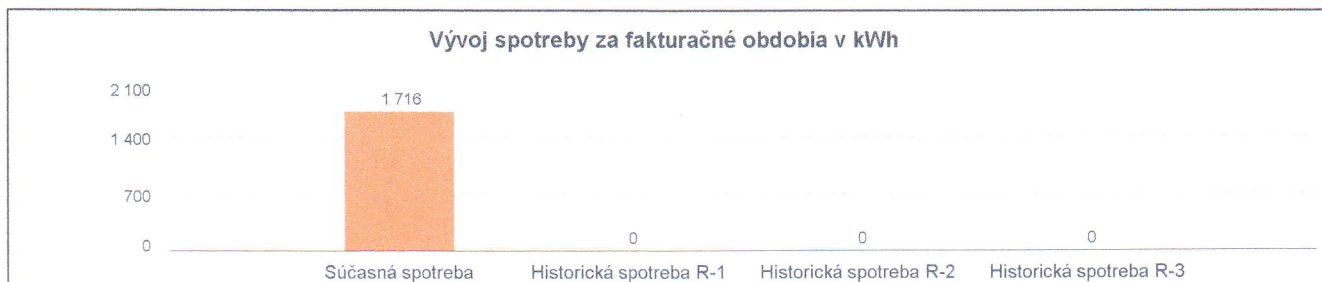 Vývoj spotreby za fakturačné obdobia v kWh
2 100
1 716
1 400
700
0
0
0
0
Súčasná spotreba
Historická spotreba R-1
Historická spotreba R-2
Historická spotreba R-3